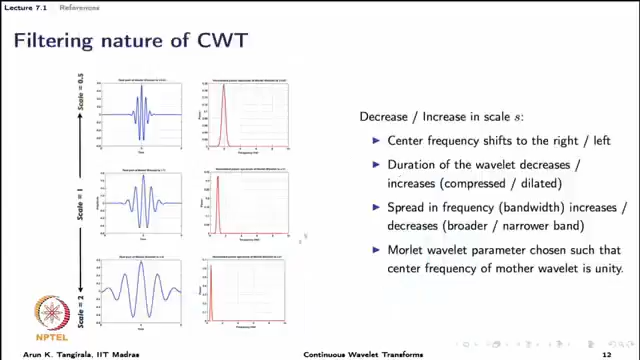 Lecture 7.1 References
Filtering nature of CWT
Scale = 0.5
Scale = 1
Scale = 2
Decrease / Increase in scale s:
Center frequency shifts to the right / left
Duration of the wavelet decreases /
increases (compressed / dilated)
Spread in frequency (bandwidth) increases /
decreases (broader / narrower band)
Morlet wavelet parameter chosen such that
center frequency of mother wavelet is unity.
NPTEL
Arun K. Tangirala, IIT Madras Continuous Wavelet Transforms 12